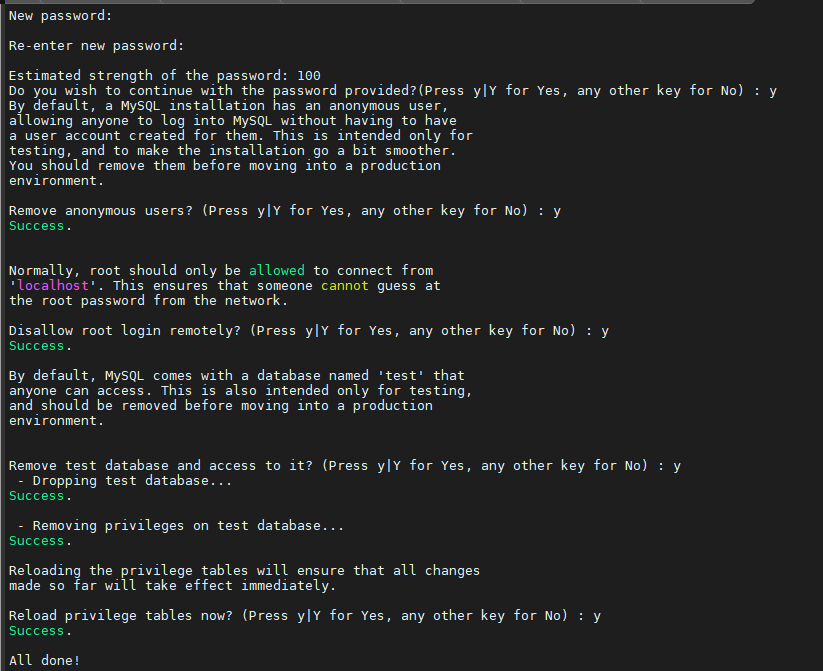 New password:
Re-enter new password:
Estimated strength of the password: 100
Do you wish to continue with the password provided?(Press y|Y for Yes, any other key for No) : y
By default, a MySQL installation has an anonymous user,
allowing anyone to log into MySQL without having to have
a user account created for them. This is intended only for
testing, and to make the installation go a bit smoother.
You should remove them before moving into a production
environment.
Remove anonymous users? (Press y|Y for Yes, any other key for No) : y
Success.
Normally, root should only be allowed to connect from
'localhost'. This ensures that someone cannot guess at
the root password from the network.
Disallow root login remotely? (Press y|Y for Yes, any other key for No) : y
Success.
By default, MySQL comes with a database named 'test' that
anyone can access. This is also intended only for testing,
and should be removed before moving into a production
environment.
Remove test database and access to it? (Press y|Y for Yes, any other key for No) : y
 - Dropping test database...
Success.
 - Removing privileges on test database...
Success.
Reloading the privilege tables will ensure that all changes
made so far will take effect immediately.
Reload privilege tables now? (Press y|Y for Yes, any other key for No) : y
Success.
All done!